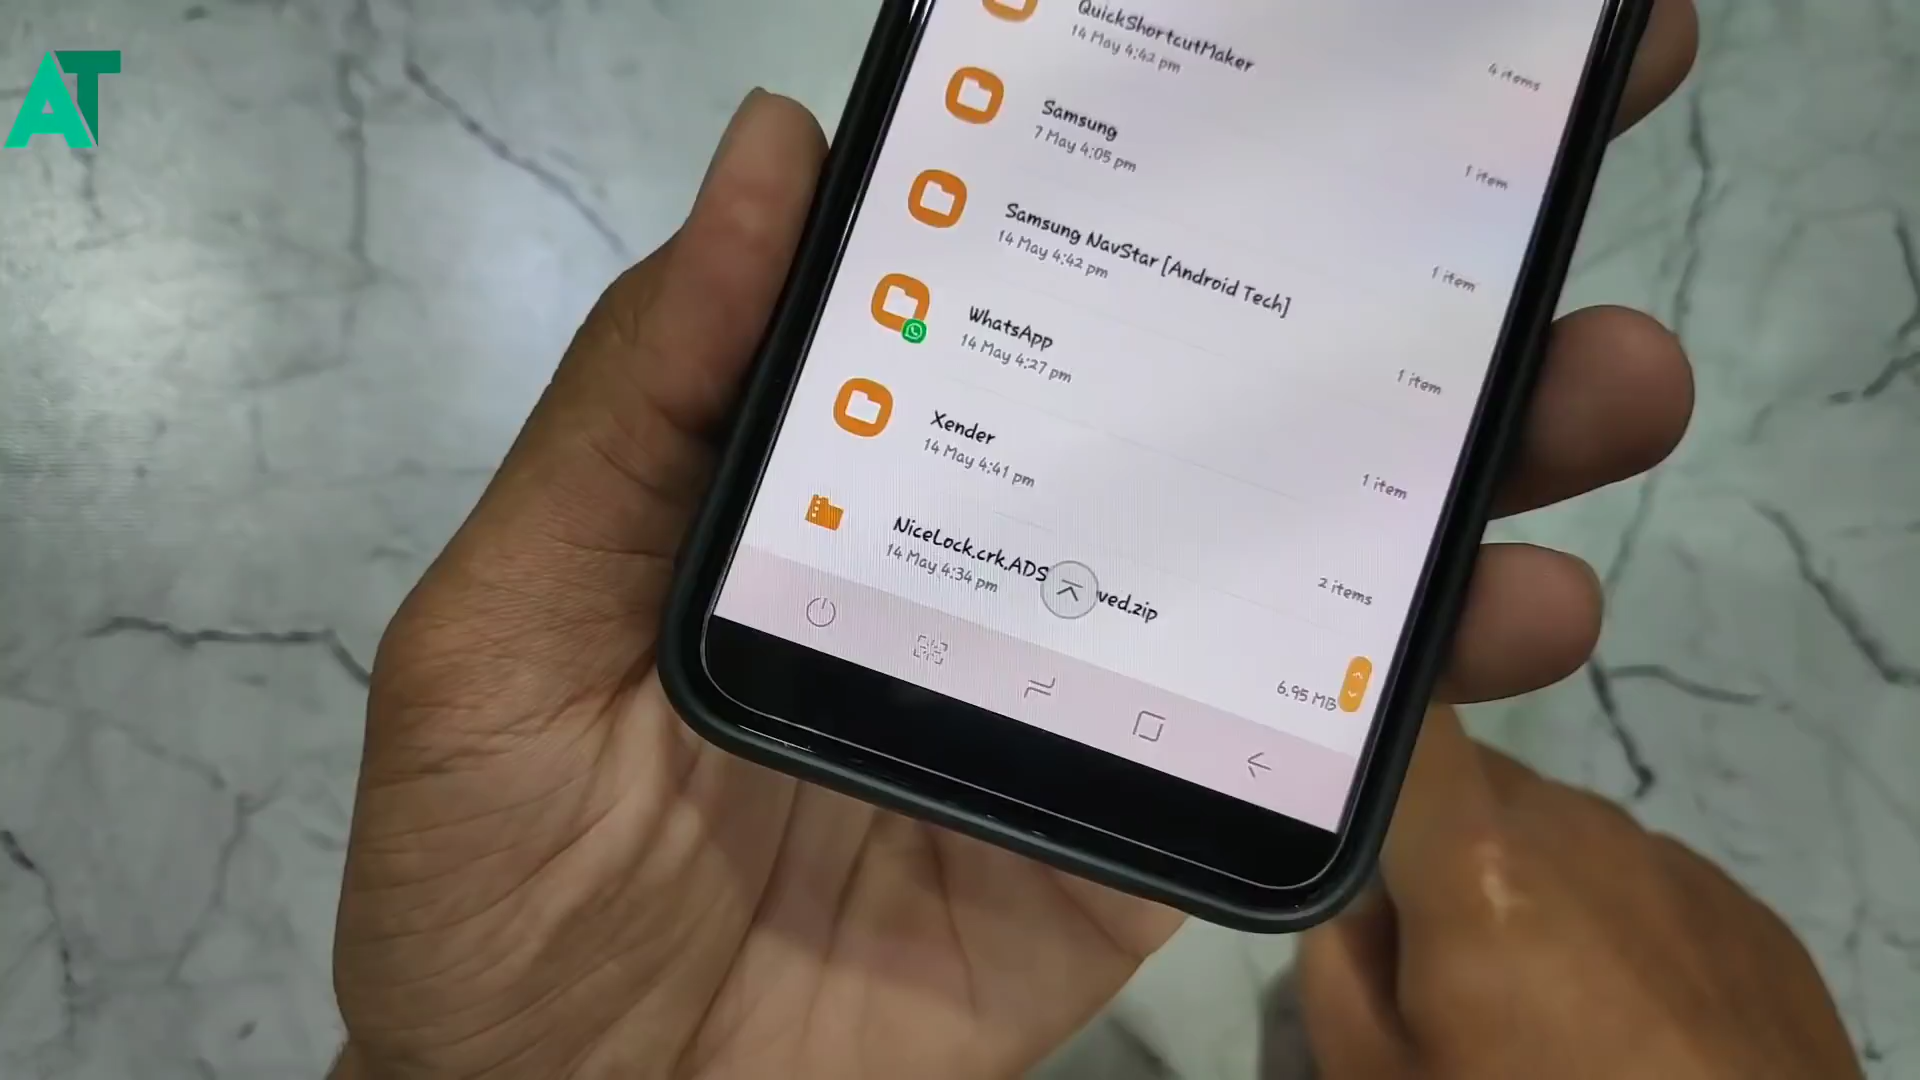 AT
QuickShortcutMaker
14 May 4:42 pm
4 items
Samsung
7 May 4:05 pm
1 item
Samsung NavStar [Android Tech]
14 May 4:42 pm
1 item
WhatsApp
14 May 4:27 pm
1 item
Xender
14 May 4:41 pm
1 item
NiceLock.crk.ADS ved.zip
14 May 4:34 pm
2 items
6.95 MB